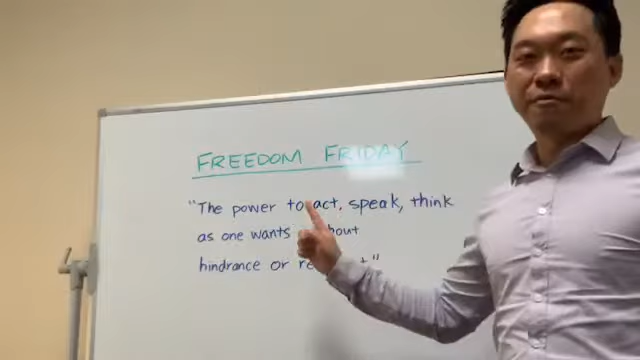 FREEDOM FRIDAY
"The power to act, speak, think
as one wants
hindrance or